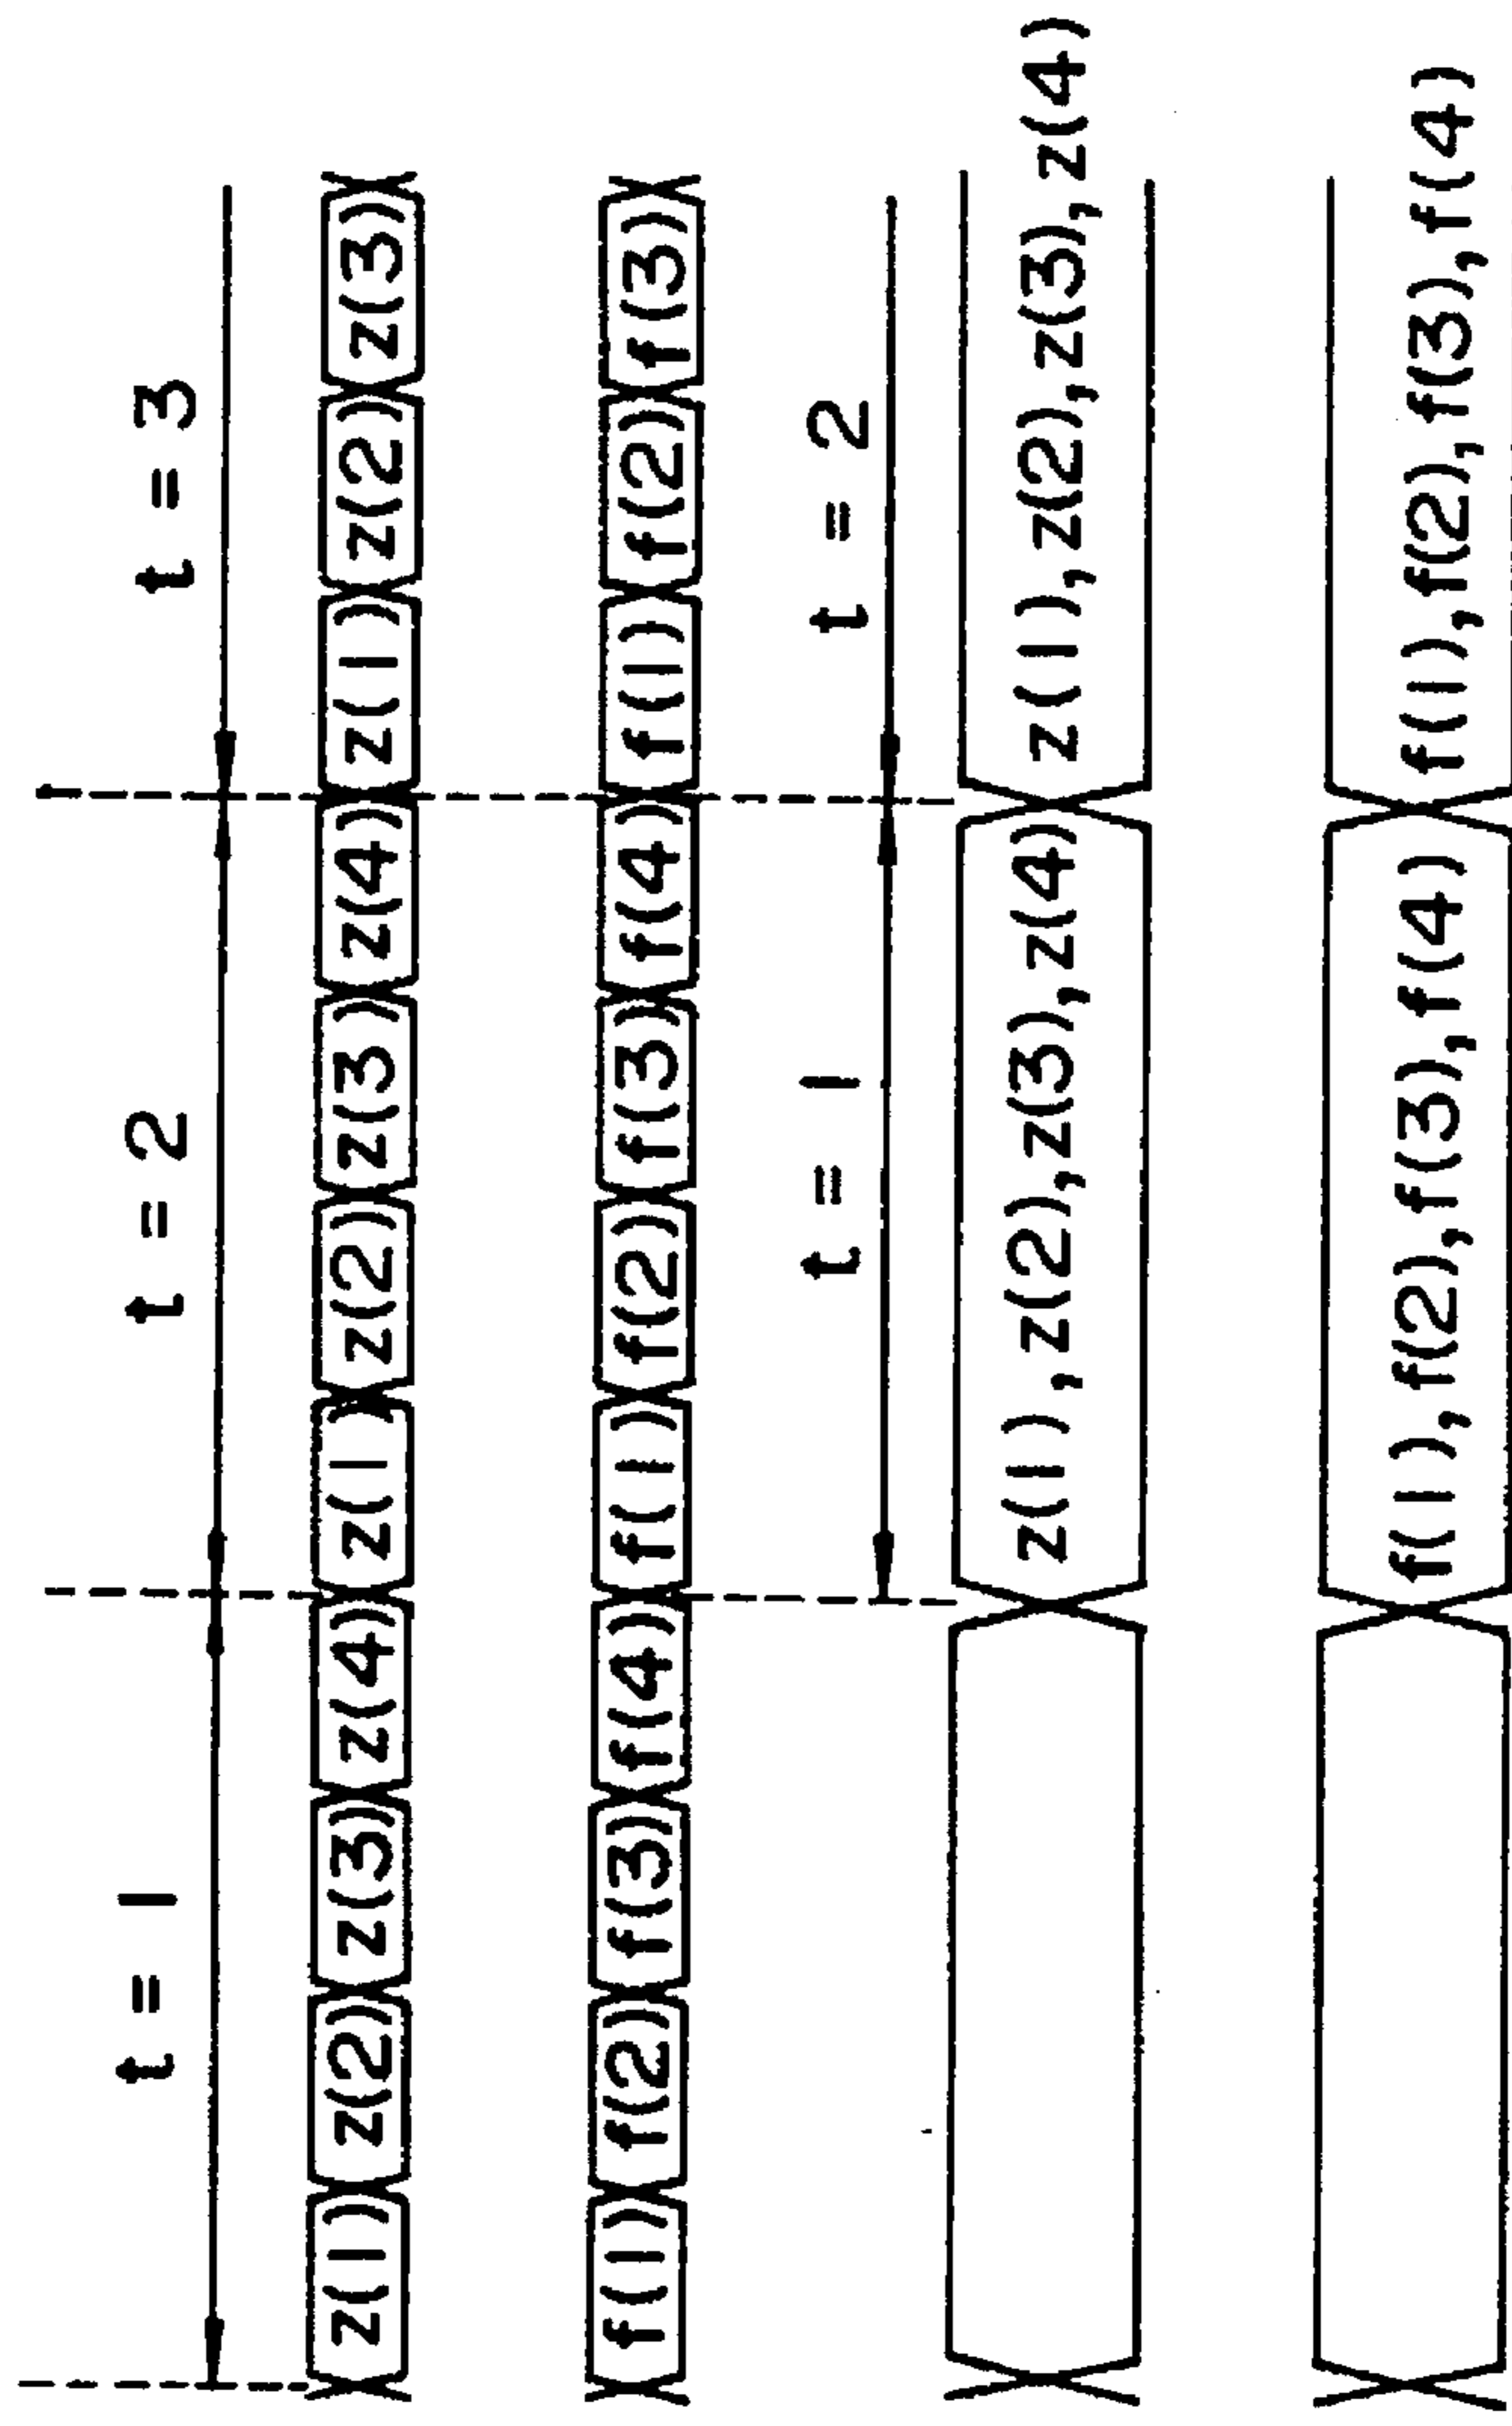 t = 1 t = 2 t = 3
z(1) z(2) z(3) z(4) z(1) z(2) z(3) z(4) z(1) z(2) z(3)
f(1) f(2) f(3) f(4) f(1) f(2) f(3) f(4) f(1) f(2) f(3)
t = 1 t = 2
z(1), z(2), z(3), z(4) z(1), z(2), z(3), z(4)
f(1), f(2), f(3), f(4) f(1), f(2), f(3), f(4)